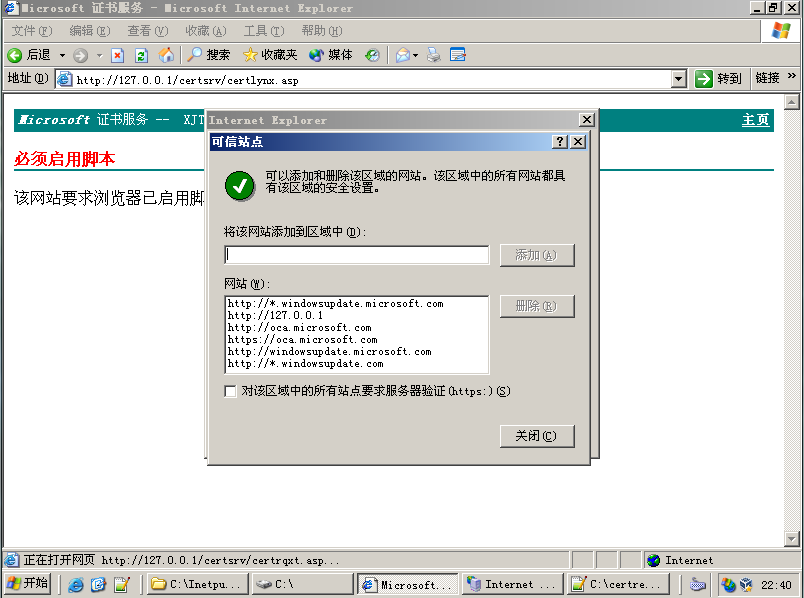 Microsoft 证书服务 - Microsoft Internet Explorer
文件(F) 编辑(E) 查看(V) 收藏(A) 工具(T) 帮助(H)
后退 搜索 收藏夹 媒体
地址(D) http://127.0.0.1/certsrv/certlynx.asp 转到 链接 »
Microsoft 证书服务 -- XJT
主页
Internet Explorer
必须启用脚本
该网站要求浏览器已启用脚
可信站点
可以添加和删除该区域的网站。该区域中的所有网站都具
有该区域的安全设置。
将该网站添加到区域中(D):
添加(A)
网站(W):
http://*.windowsupdate.microsoft.com
http://127.0.0.1
http://oca.microsoft.com
https://oca.microsoft.com
http://windowsupdate.microsoft.com
http://*.windowsupdate.com
删除(R)
对该区域中的所有站点要求服务器验证(https:)(S)
关闭(C)
正在打开网页 http://127.0.0.1/certsrv/certrqxt.asp... Internet
开始 C:\Inetpu... C:\ Microsoft... Internet ... C:\certre... 22:40